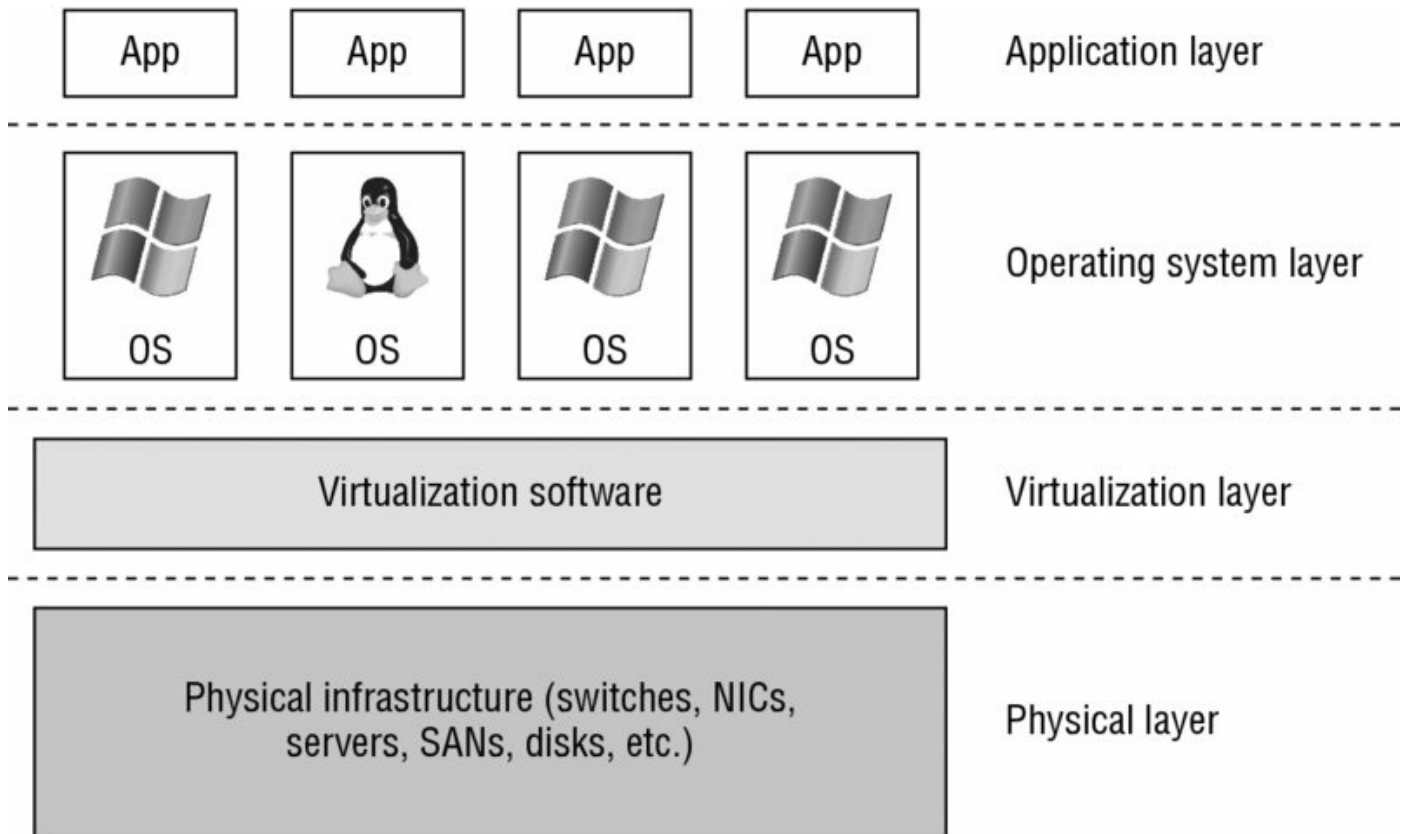 App App App App Application layer
OS OS OS OS Operating system layer
Virtualization software Virtualization layer
Physical infrastructure (switches, NICs,
servers, SANs, disks, etc.)
Physical layer